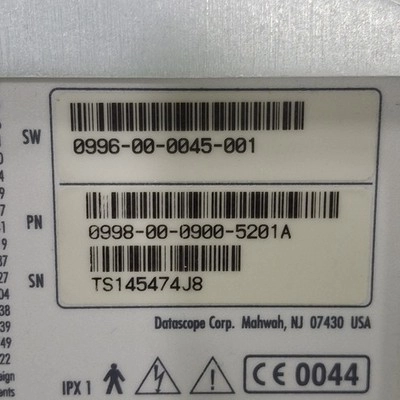 SW
0996-00-0045-001
PN
0998-00-0900-5201A
SN
TS145474J8
Datascope Corp. Mahwah, NJ 07430 USA
IPX 1
CE 0044